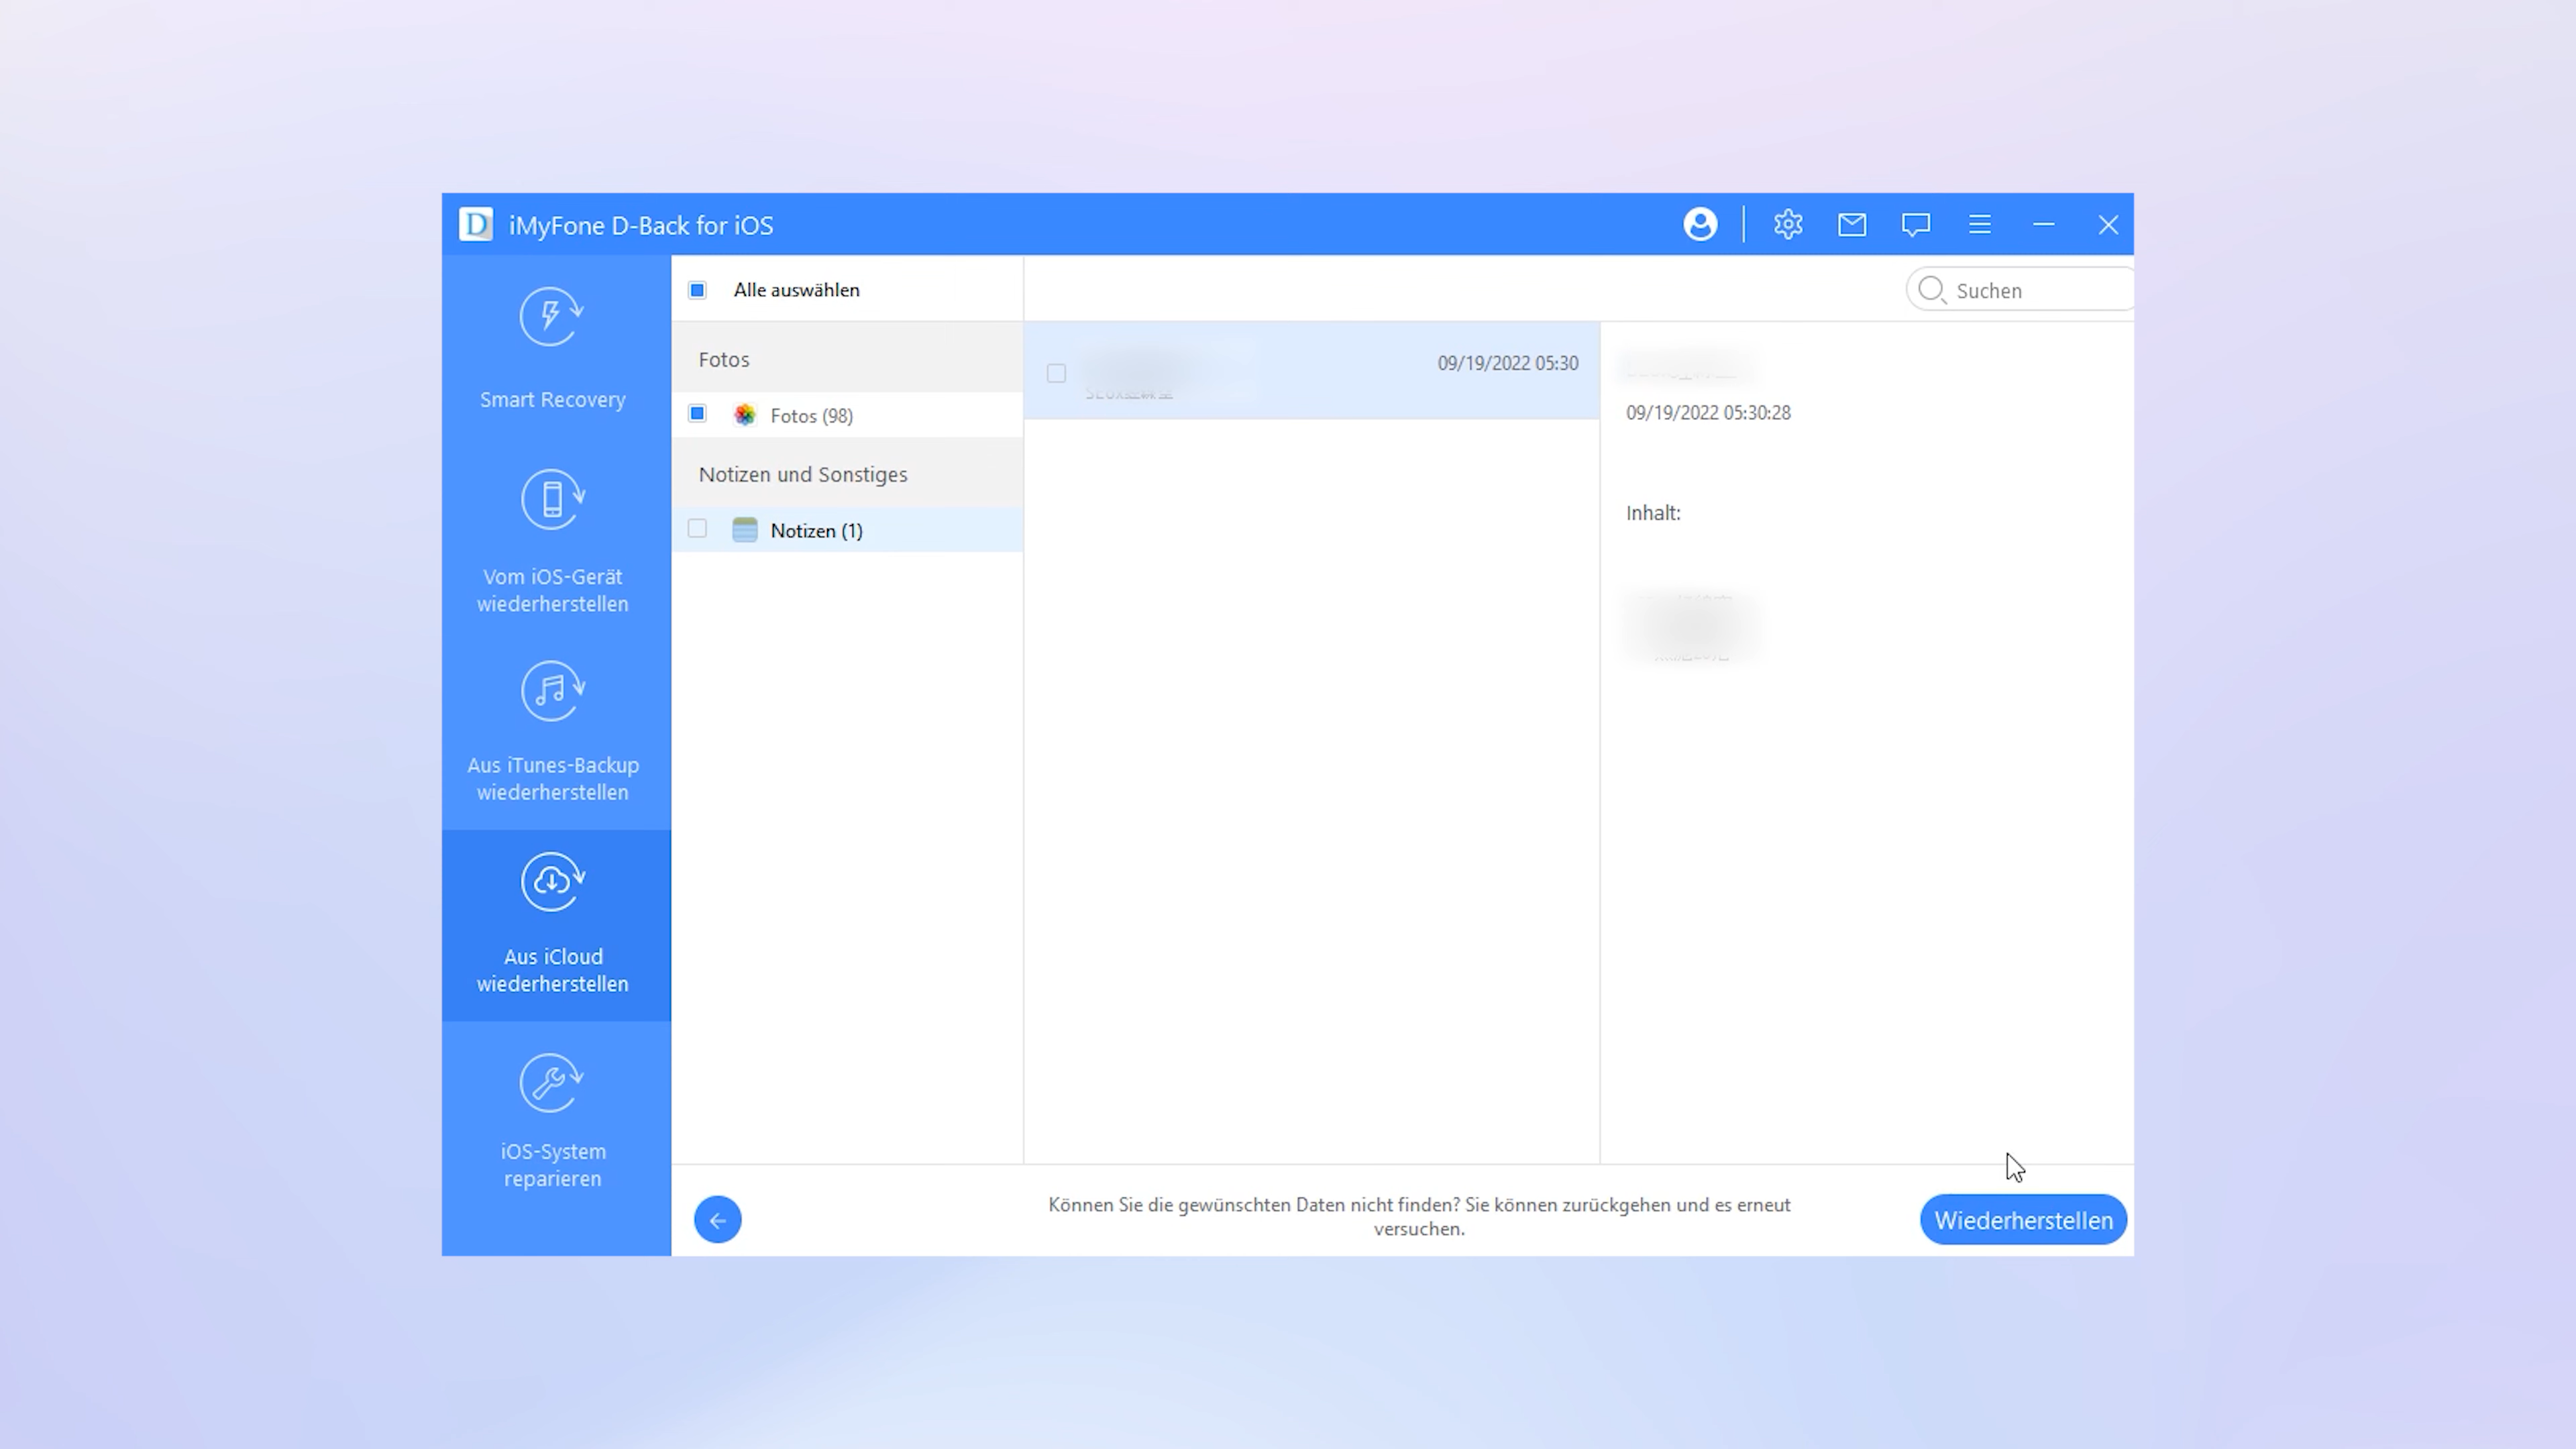 D iMyFone D-Back for iOS
Smart Recovery
Vom iOS-Gerät
wiederherstellen
Aus iTunes-Backup
wiederherstellen
Aus iCloud
wiederherstellen
iOS-System
reparieren
Alle auswählen
Fotos
Fotos (98)
Notizen und Sonstiges
Notizen (1)
09/19/2022 05:30
Suchen
09/19/2022 05:30:28
Inhalt:
Können Sie die gewünschten Daten nicht finden? Sie können zurückgehen und es erneut
versuchen.
Wiederherstellen